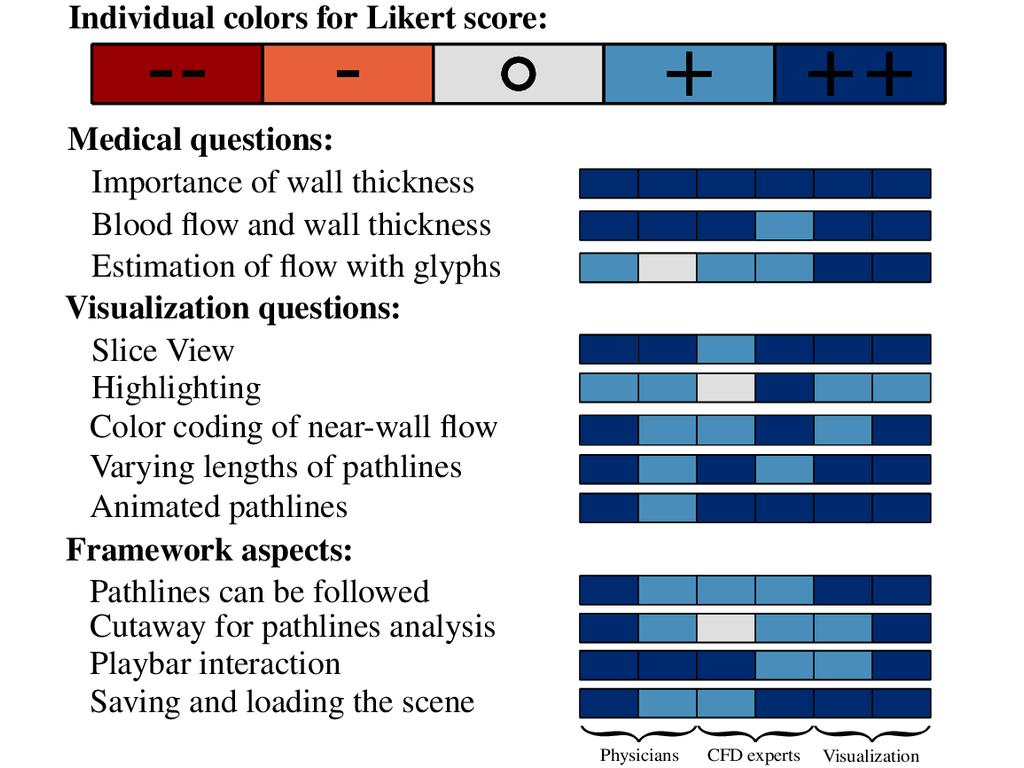 Individual colors for Likert score:
-- - o + ++
Medical questions:
Importance of wall thickness
Blood flow and wall thickness
Estimation of flow with glyphs
Visualization questions:
Slice View
Highlighting
Color coding of near-wall flow
Varying lengths of pathlines
Animated pathlines
Framework aspects:
Pathlines can be followed
Cutaway for pathlines analysis
Playbar interaction
Saving and loading the scene
Physicians CFD experts Visualization